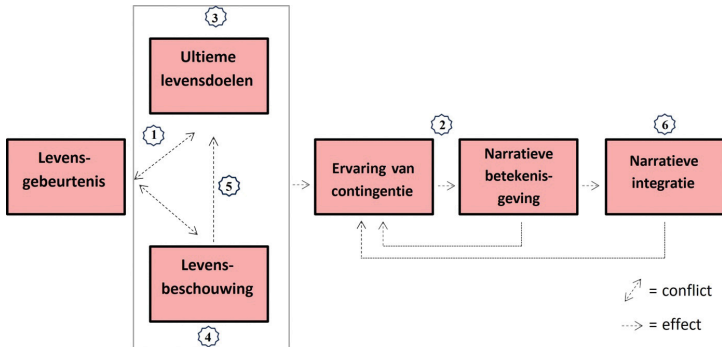 3
Ultieme
levensdoelen
1
Levens-
gebeurtenis
5
Levens-
beschouwing
4
2
Ervaring van
contingentie
Narratieve
betekenis-
geving
6
Narratieve
integratie
= conflict
= effect